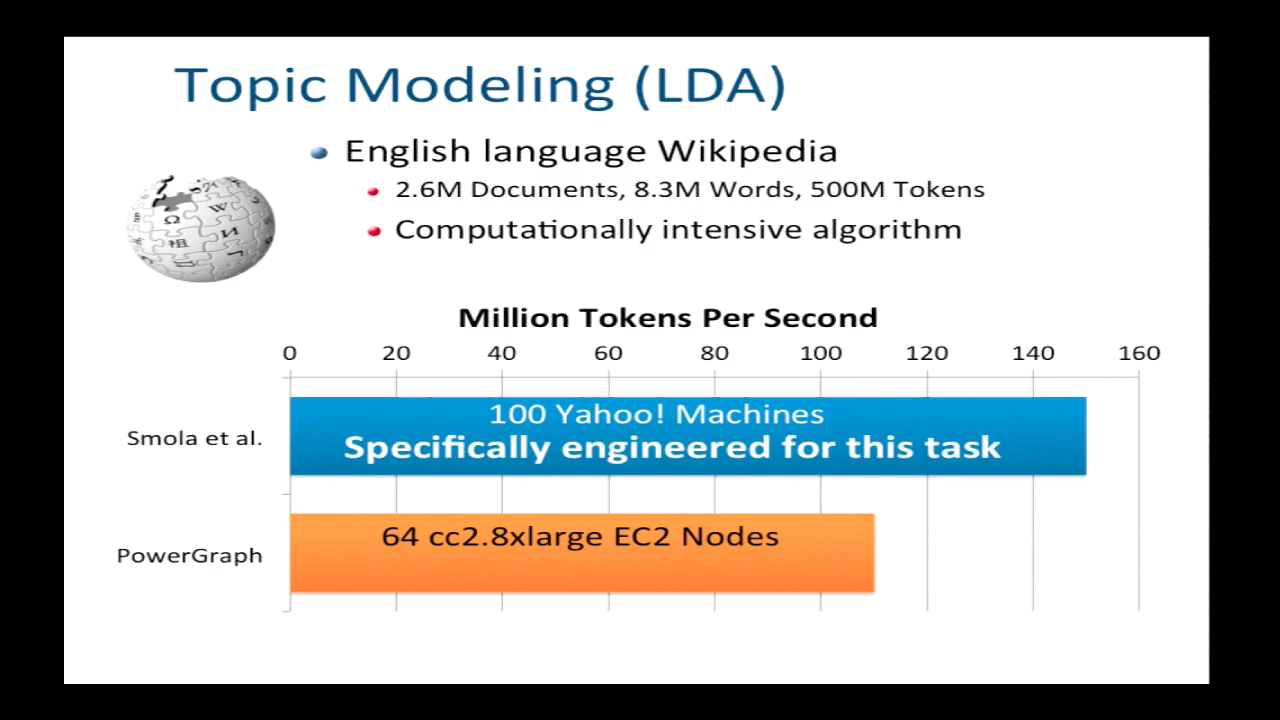 Topic Modeling (LDA)
English language Wikipedia
2.6M Documents, 8.3M Words, 500M Tokens
Computationally intensive algorithm
Million Tokens Per Second
0 20 40 60 80 100 120 140 160
Smola et al.
100 Yahoo! Machines
Specifically engineered for this task
PowerGraph
64 cc2.8xlarge EC2 Nodes
Ω
W
И
祖